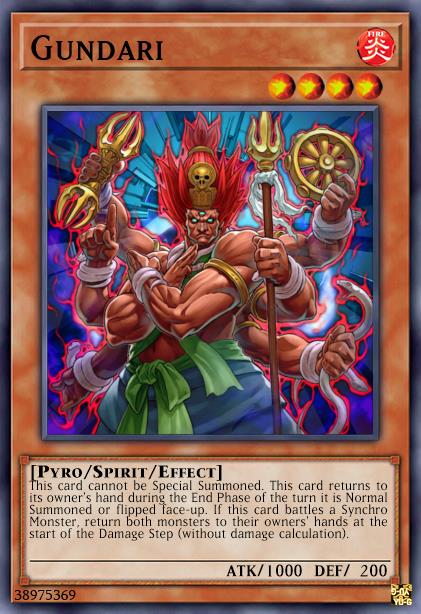 GUNDARI
FIRE
炎
[PYRO/SPIRIT/EFFECT]
This card cannot be Special Summoned. This card returns to
its owner's hand during the End Phase of the turn it is Normal
Summoned or flipped face-up. If this card battles a Synchro
Monster, return both monsters to their owners' hands at the
start of the Damage Step (without damage calculation).
ATK/1000 DEF/ 200
38975369